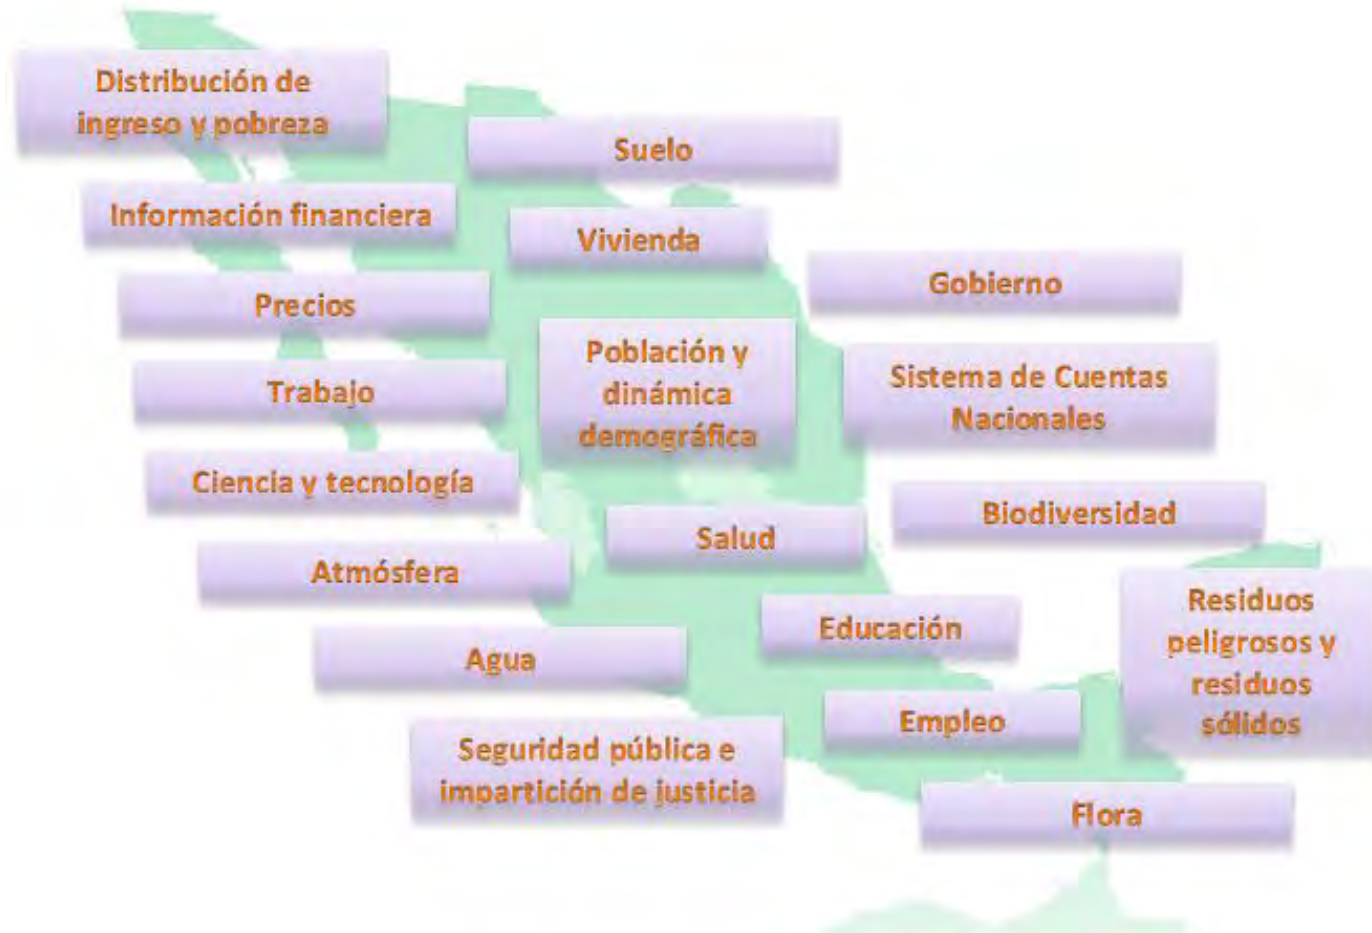 Distribución de
ingreso y pobreza
Suelo
Información financiera
Vivienda
Gobierno
Precios
Población y
dinámica
demográfica
Sistema de Cuentas
Nacionales
Trabajo
Ciencia y tecnología
Biodiversidad
Salud
Atmósfera
Residuos
peligrosos y
residuos
sólidos
Educación
Agua
Empleo
Seguridad pública e
impartición de justicia
Flora